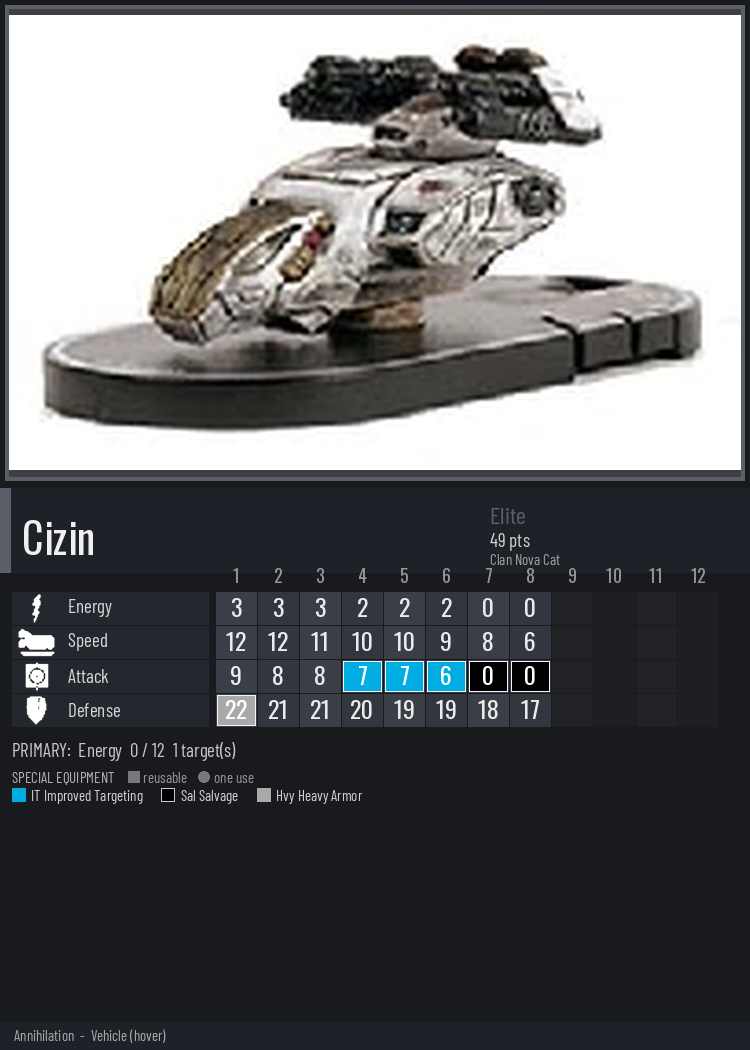 Cizin
Elite
49 pts
Clan Nova Cat
1 2 3 4 5 6 7 8 9 10 11 12
Energy 3 3 3 2 2 2 0 0
Speed 12 12 11 10 10 9 8 6
Attack 9 8 8 7 7 6 0 0
Defense 22 21 21 20 19 19 18 17
PRIMARY: Energy 0 / 12 1 target(s)
SPECIAL EQUIPMENT reusable one use
IT Improved Targeting Sal Salvage Hvy Heavy Armor
Annihilation - Vehicle (hover)